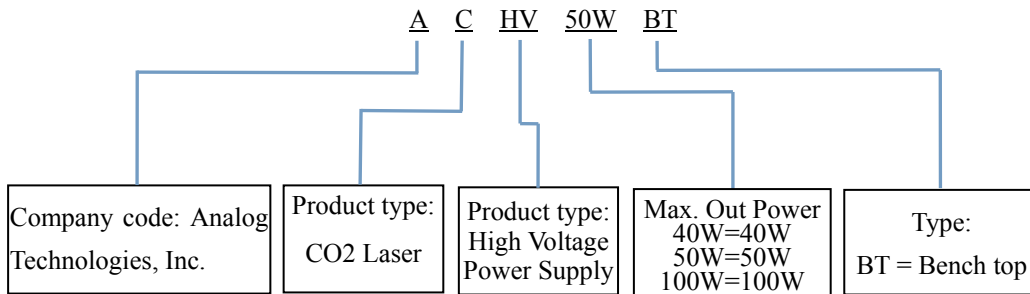 A C HV 50W BT
Company code: Analog
Technologies, Inc.
Product type:
CO2 Laser
Product type:
High Voltage
Power Supply
Max. Out Power
40W=40W
50W=50W
100W=100W
Type:
BT = Bench top